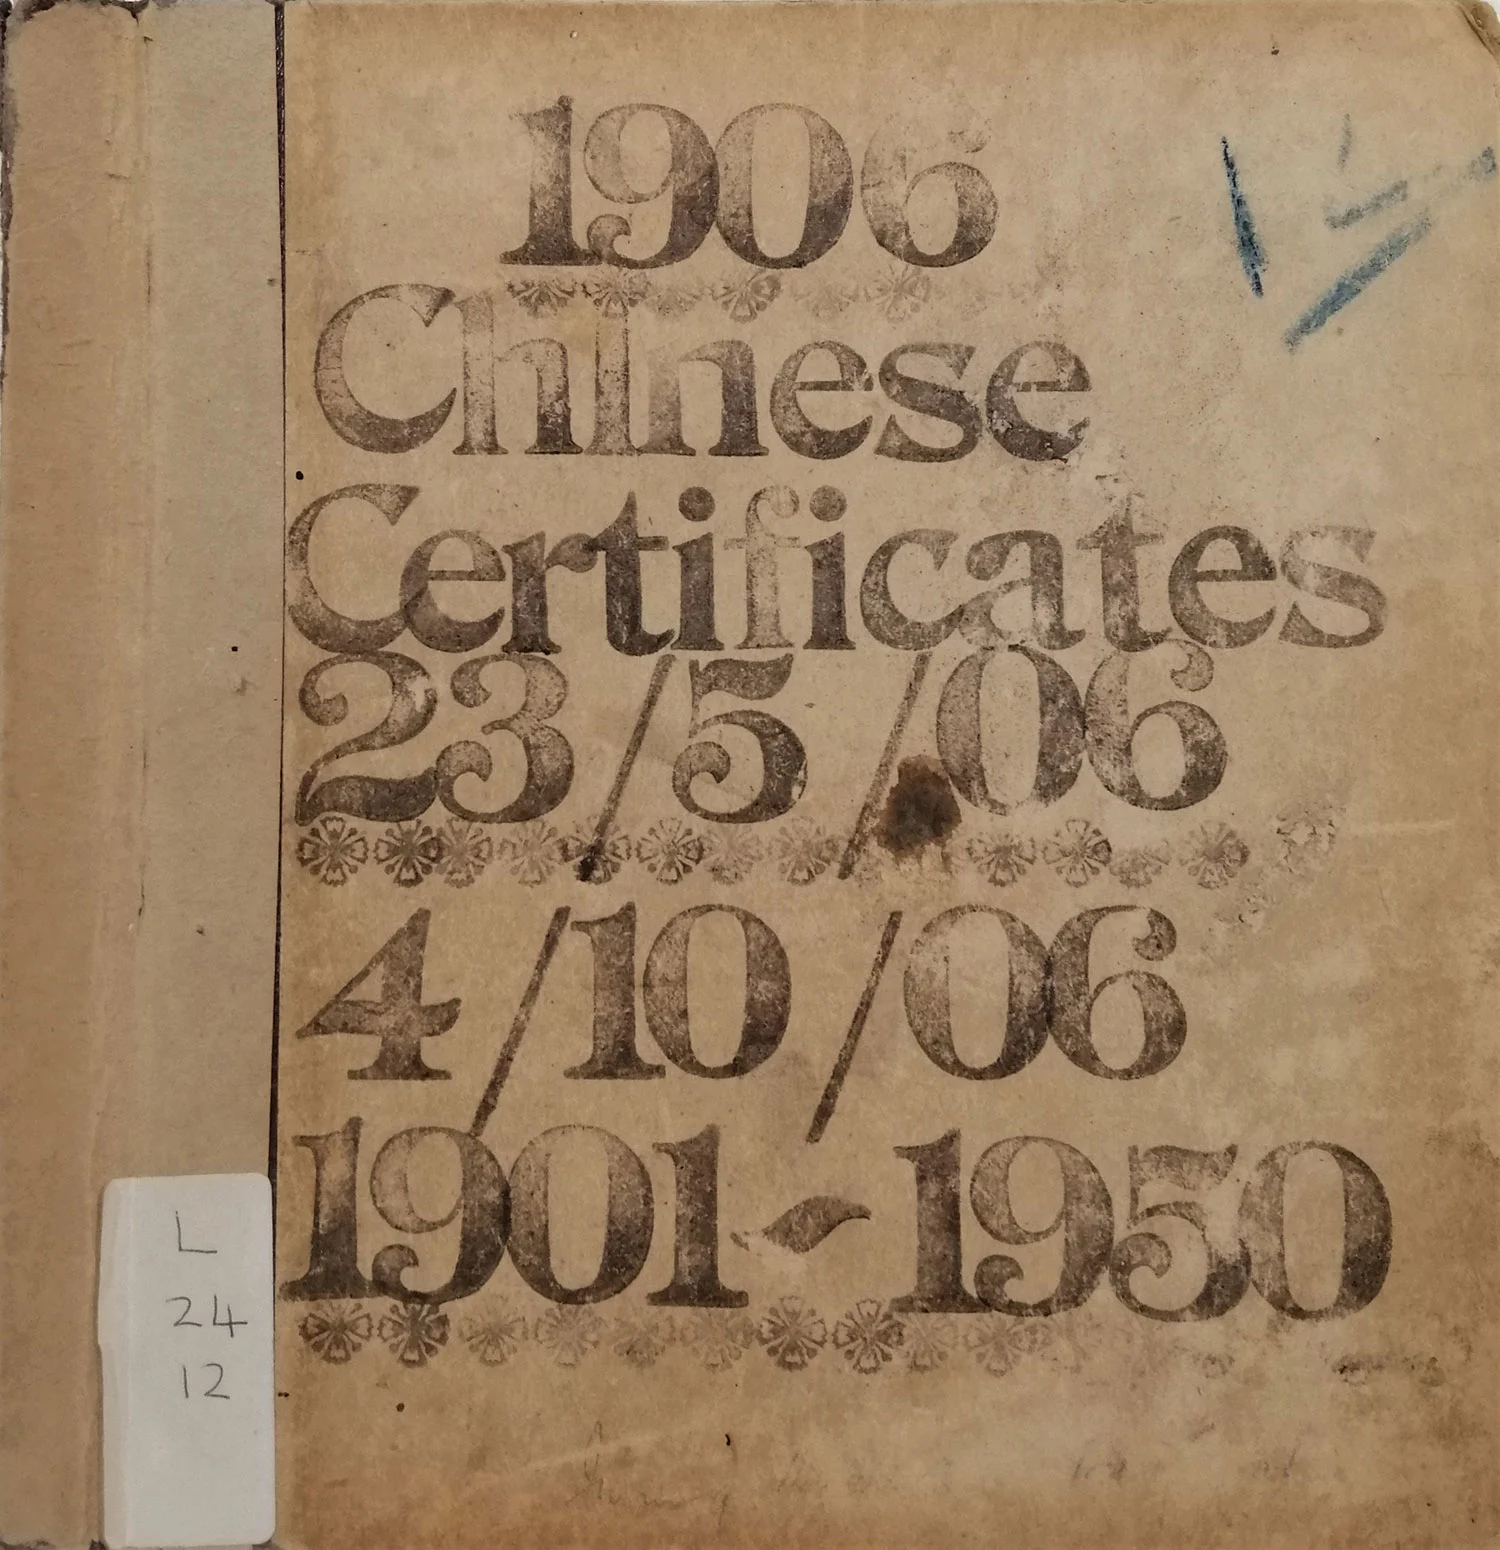 1906
Chinese
Certificates
23/5/06
4/10/06
1901~1950
L
24
12